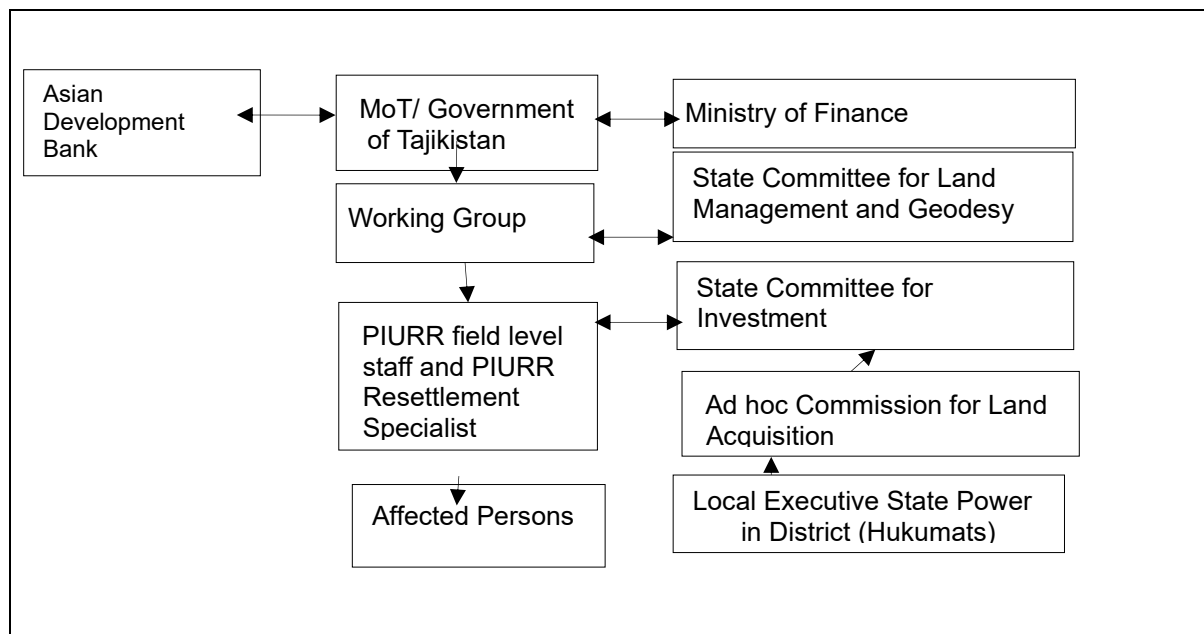 Asian
Development
Bank
MoT/ Government
of Tajikistan
Ministry of Finance
Working Group
State Committee for Land
Management and Geodesy
PIURR field level
staff and PIURR
Resettlement
Specialist
State Committee for
Investment
Ad hoc Commission for Land
Acquisition
Affected Persons
Local Executive State Power
in District (Hukumats)